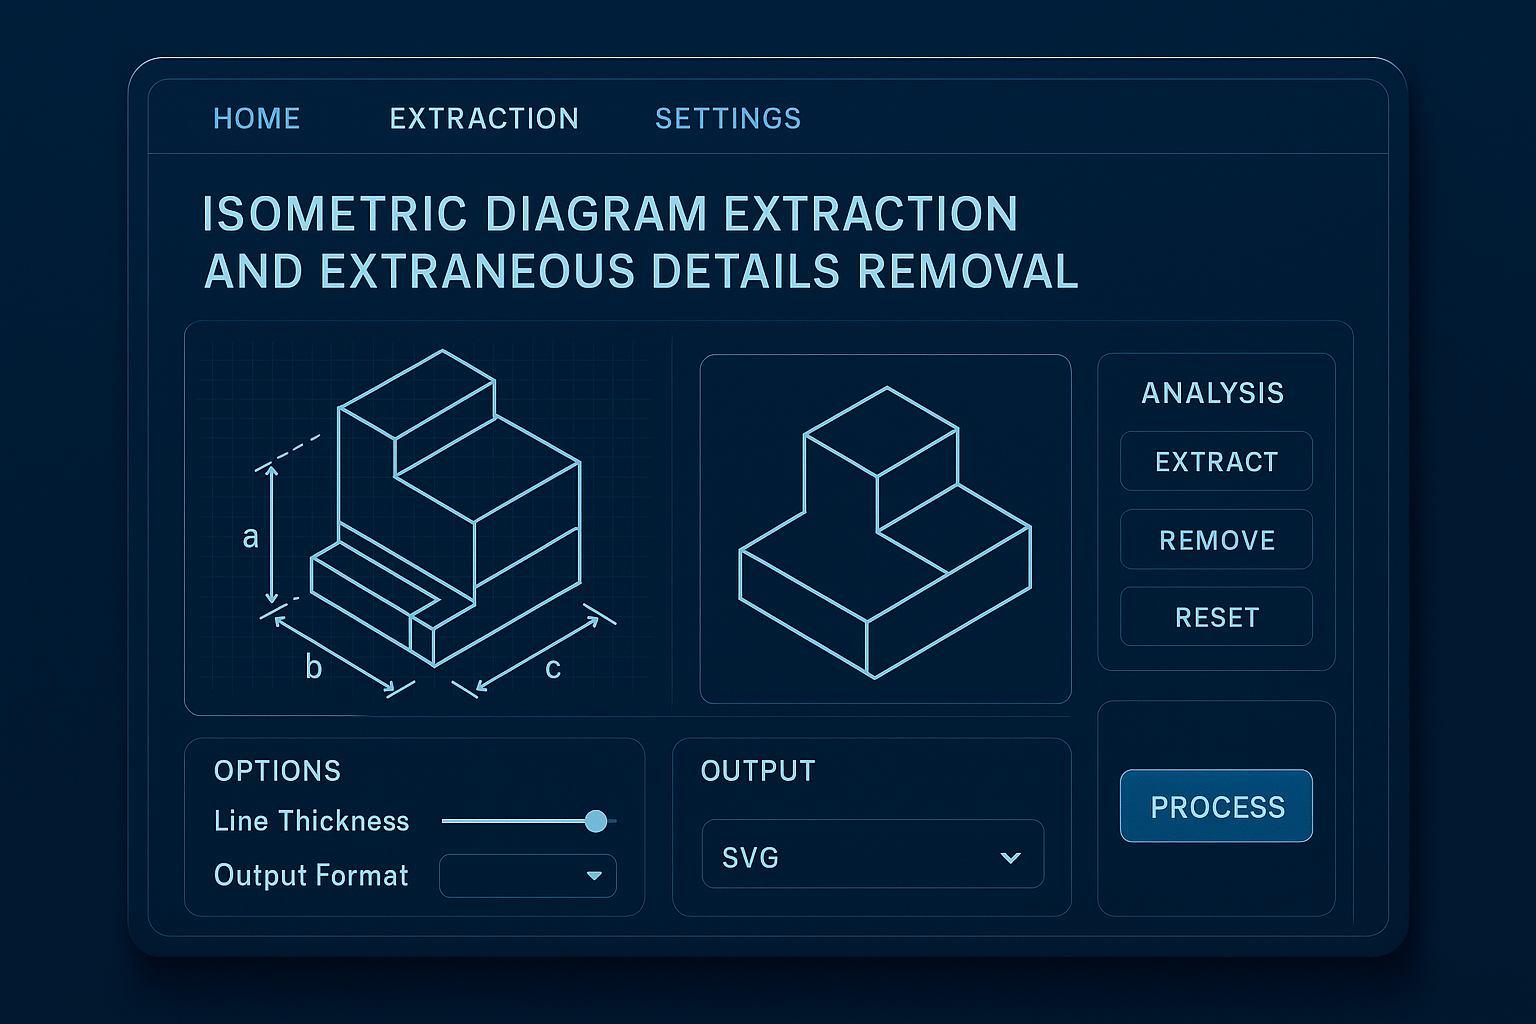 HOME EXTRACTION SETTINGS
ISOMETRIC DIAGRAM EXTRACTION
AND EXTRANEOUS DETAILS REMOVAL
a
b
c
ANALYSIS
EXTRACT
REMOVE
RESET
OPTIONS
Line Thickness
Output Format
OUTPUT
SVG
PROCESS